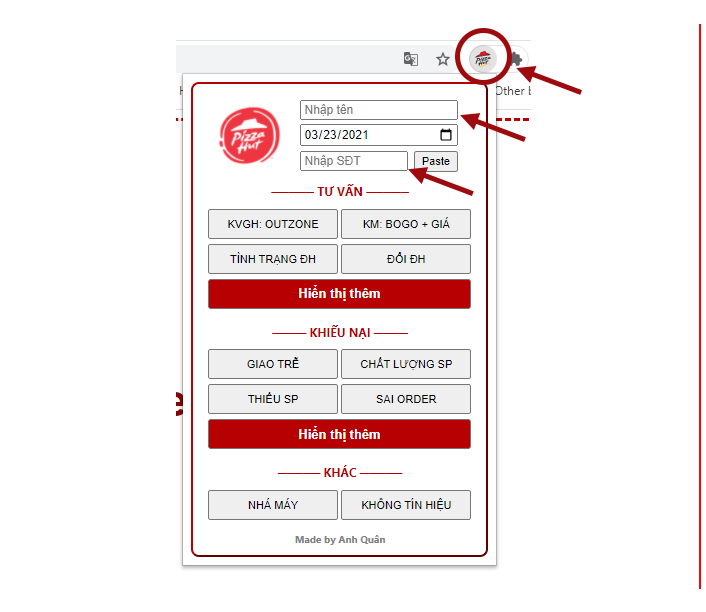 Other b
Nhập tên
03/23/2021
Pizza
Hut
Nhập SĐT
Paste
TƯ VẤN
KVGH: OUTZONE
KM: BOGO + GIÁ
TÌNH TRẠNG ĐH
ĐỔI ĐH
Hiển thị thêm
KHIẾU NẠI
GIAO TRỄ
CHẤT LƯỢNG SP
THIẾU SP
SAI ORDER
Hiển thị thêm
KHÁC
NHÁ MÁY
KHÔNG TÍN HIỆU
Made by Anh Quân